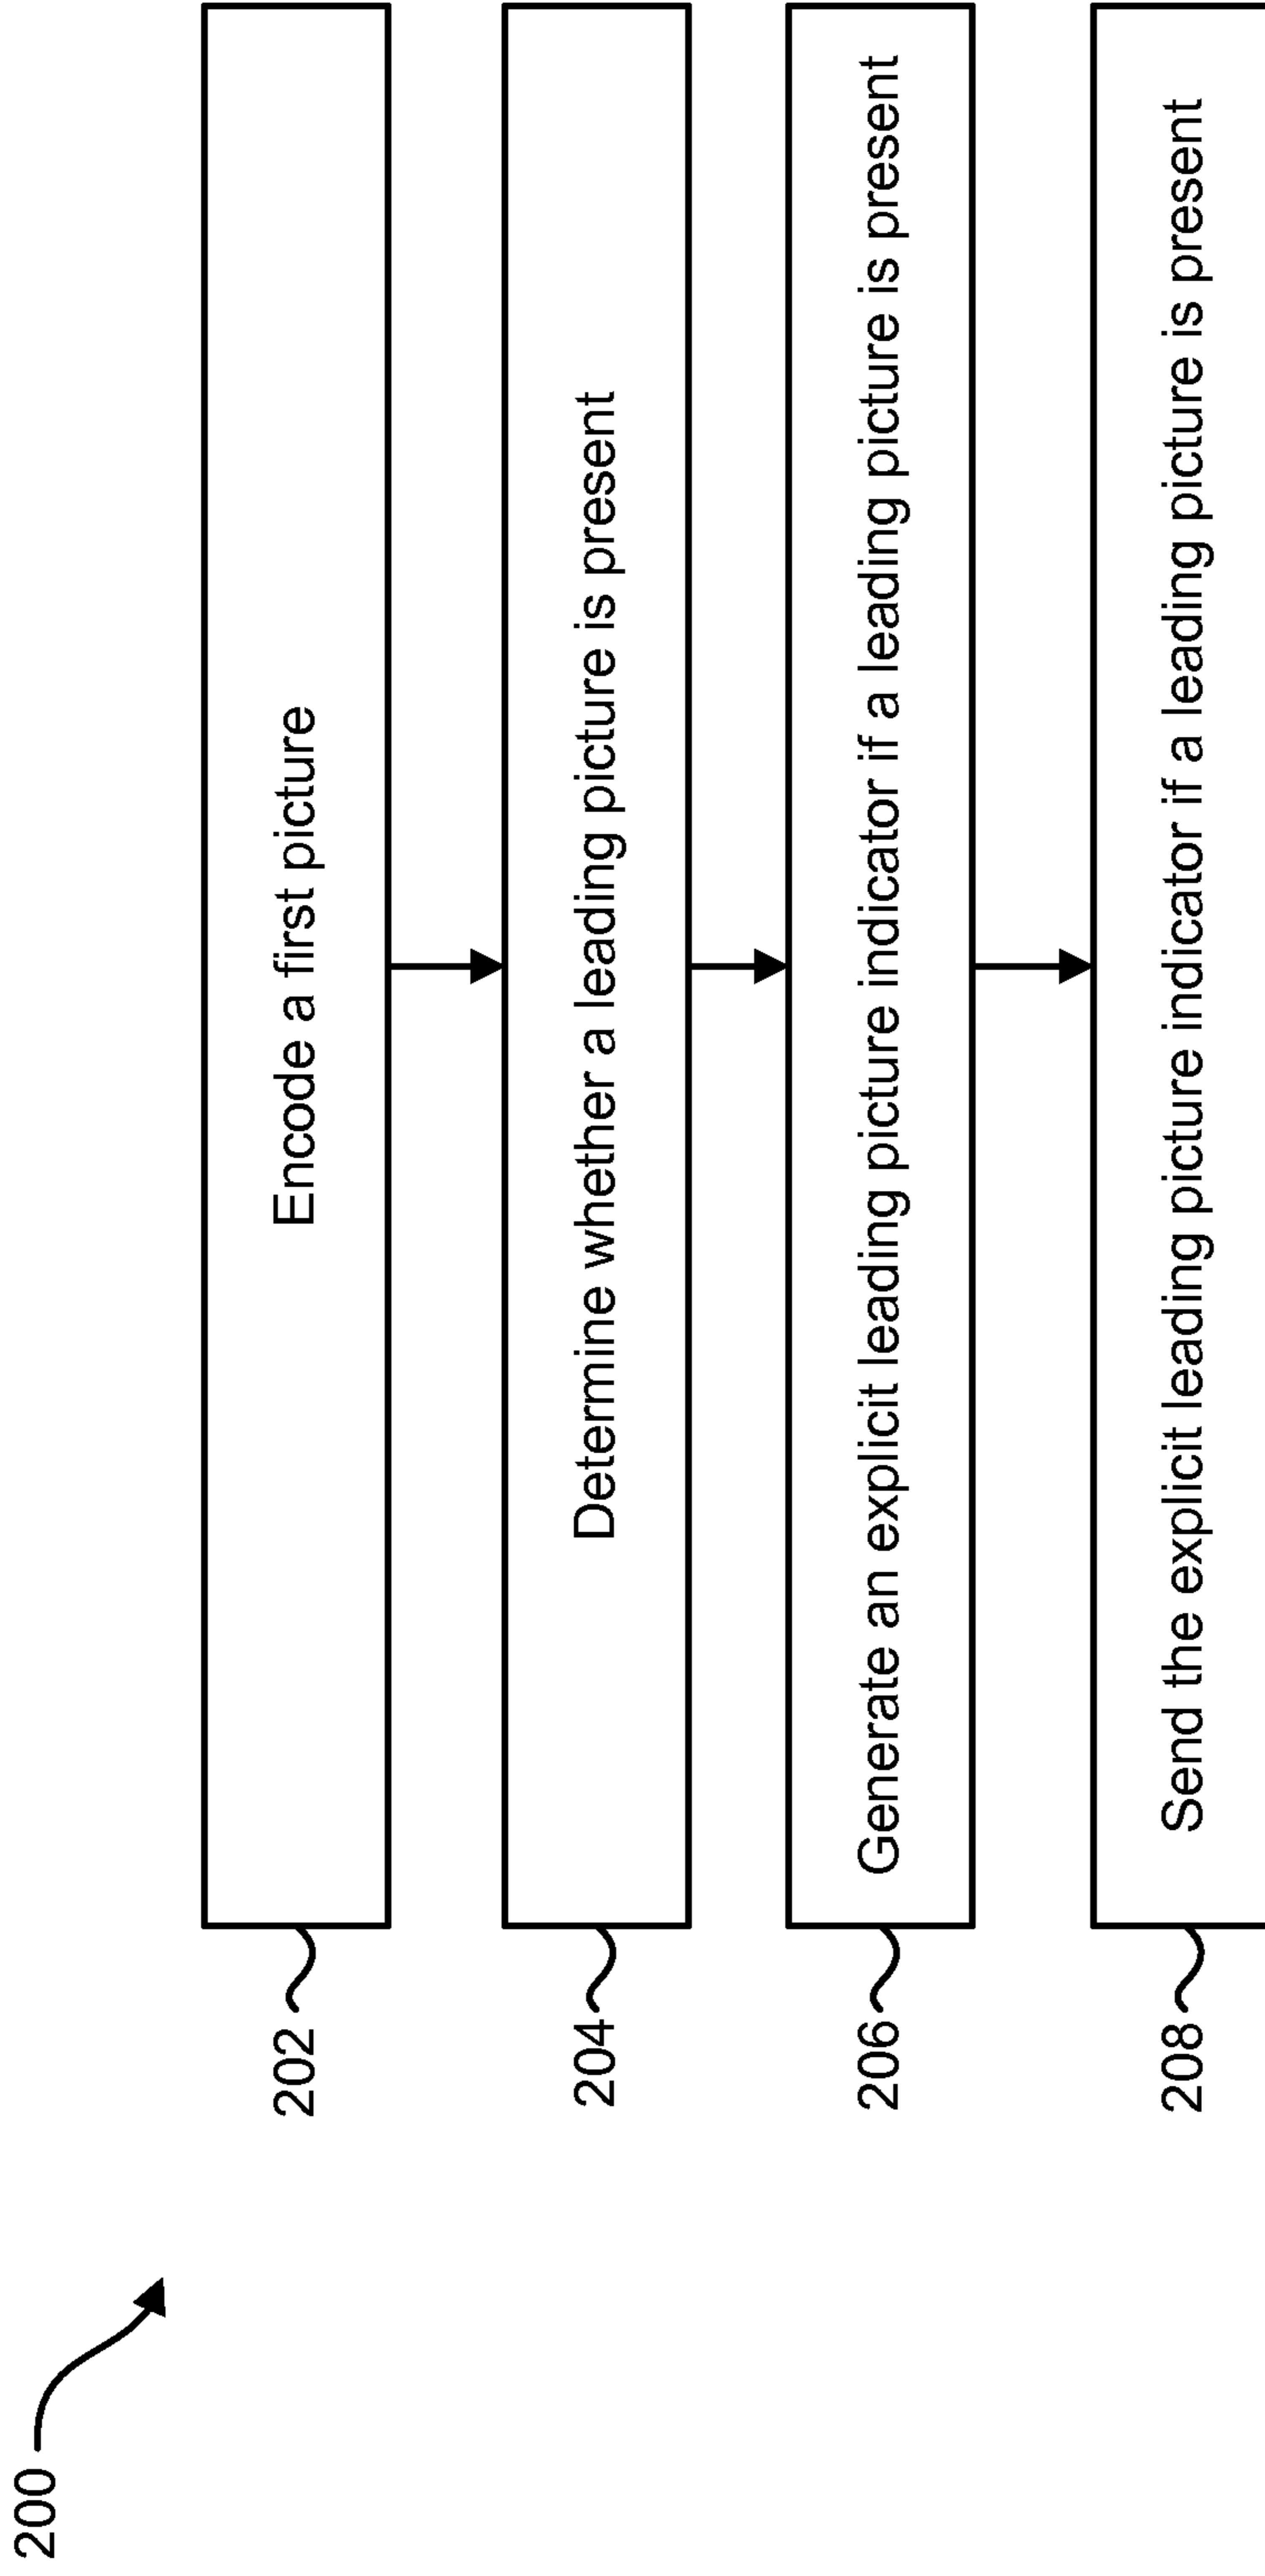 200
202
Encode a first picture
204
Determine whether a leading picture is present
206
Generate an explicit leading picture indicator if a leading picture is present
208
Send the explicit leading picture indicator if a leading picture is present